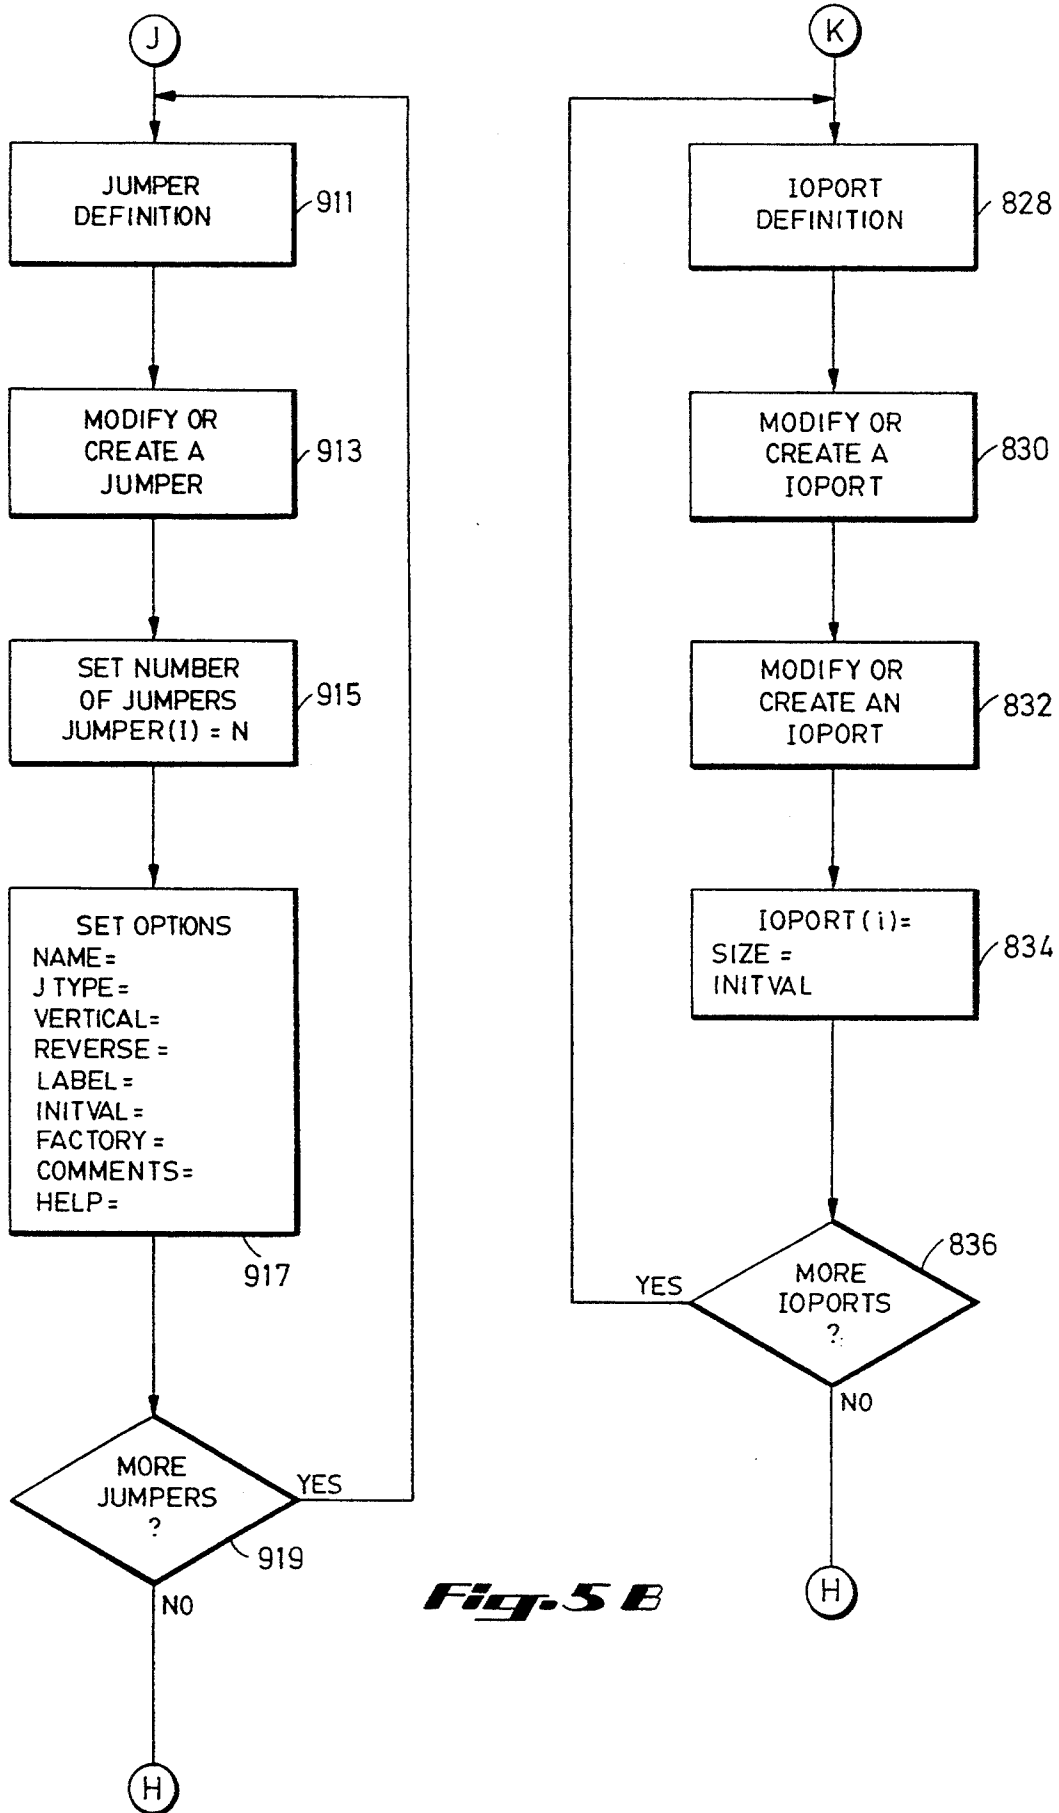 J
JUMPER
DEFINITION
911
MODIFY OR
CREATE A
JUMPER
913
SET NUMBER
OF JUMPERS
JUMPER(I) = N
915
SET OPTIONS
NAME=
J TYPE=
VERTICAL=
REVERSE=
LABEL=
INITVAL=
FACTORY=
COMMENTS=
HELP=
917
MORE
JUMPERS
?
YES
919
NO
H
K
IOPORT
DEFINITION
828
MODIFY OR
CREATE A
IOPORT
830
MODIFY OR
CREATE AN
IOPORT
832
IOPORT(i)=
SIZE =
INITVAL
834
836
MORE
IOPORTS
?
YES
NO
H
Fig. 5 B